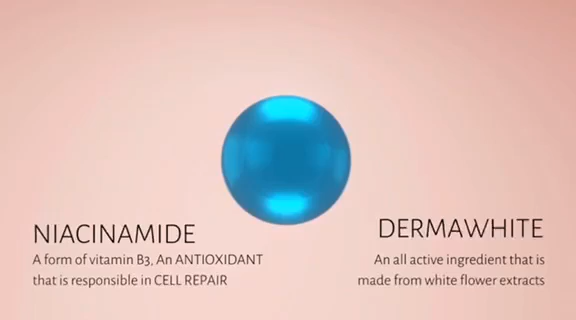 NIACINAMIDE
A form of vitamin B3, An ANTIOXIDANT
that is responsible in CELL REPAIR
DERMAWHITE
An all active ingredient that is
made from white flower extracts